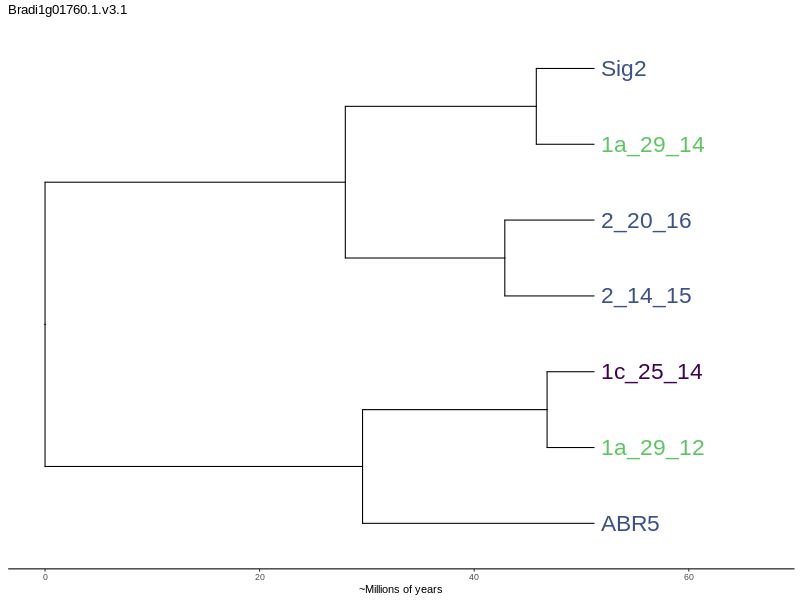 Bradi1g01760.1.v3.1
Sig2
1a_29_14
2_20_16
2_14_15
1c_25_14
1a_29_12
ABR5
0 20 40 60
~Millions of years